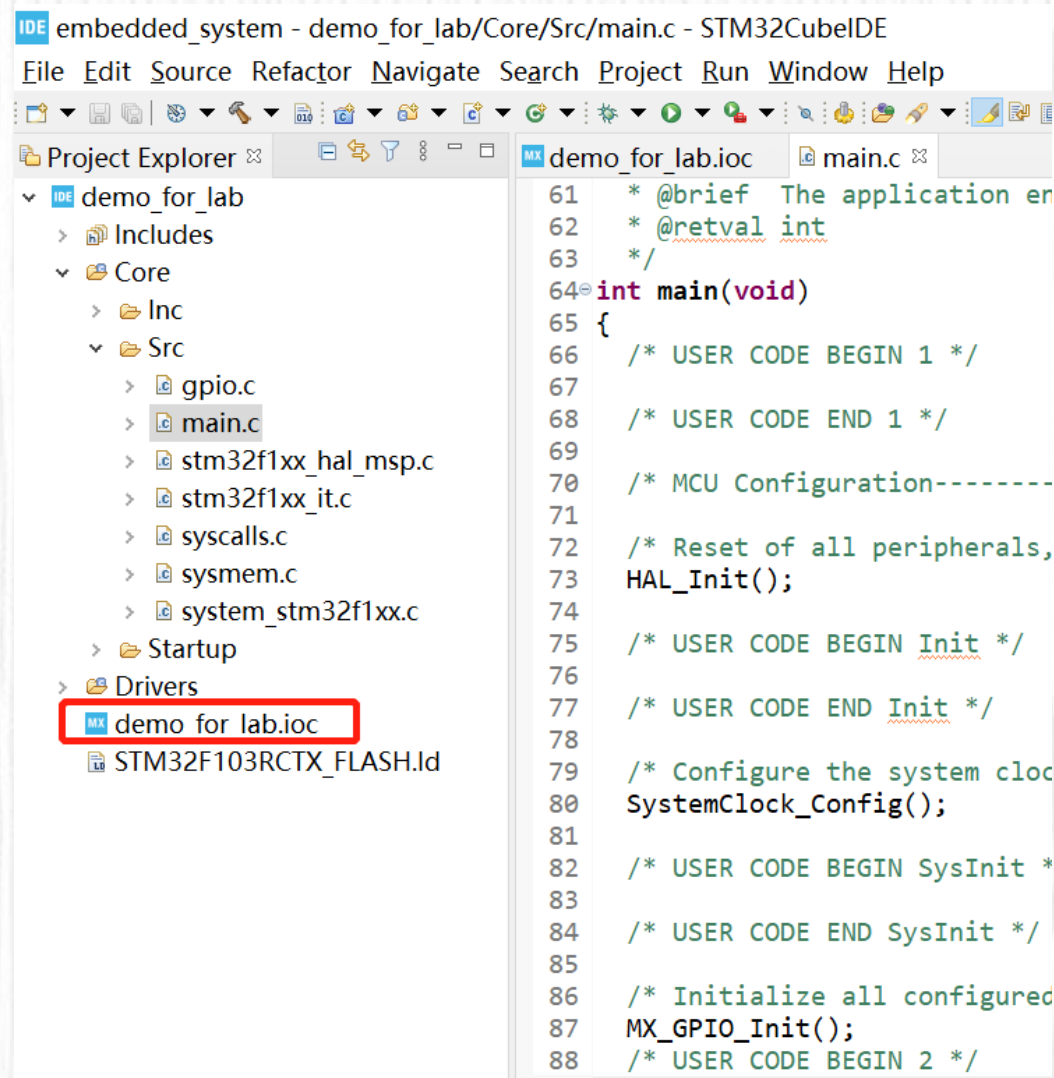 IDE embedded_system - demo_for_lab/Core/Src/main.c - STM32CubeIDE
File Edit Source Refactor Navigate Search Project Run Window Help
Project Explorer
demo_for_lab
Includes
Core
Inc
Src
gpio.c
main.c
stm32f1xx_hal_msp.c
stm32f1xx_it.c
syscalls.c
sysmem.c
system_stm32f1xx.c
Startup
Drivers
MX demo_for_lab.ioc
STM32F103RCTX_FLASH.ld
MX demo_for_lab.ioc main.c
61 * @brief The application en
62 * @retval int
63 */
64 int main(void)
65 {
66 /* USER CODE BEGIN 1 */
67
68 /* USER CODE END 1 */
69
70 /* MCU Configuration--------
71
72 /* Reset of all peripherals,
73 HAL_Init();
74
75 /* USER CODE BEGIN Init */
76
77 /* USER CODE END Init */
78
79 /* Configure the system cloc
80 SystemClock_Config();
81
82 /* USER CODE BEGIN SysInit *
83
84 /* USER CODE END SysInit */
85
86 /* Initialize all configured
87 MX_GPIO_Init();
88 /* USER CODE BEGIN 2 */